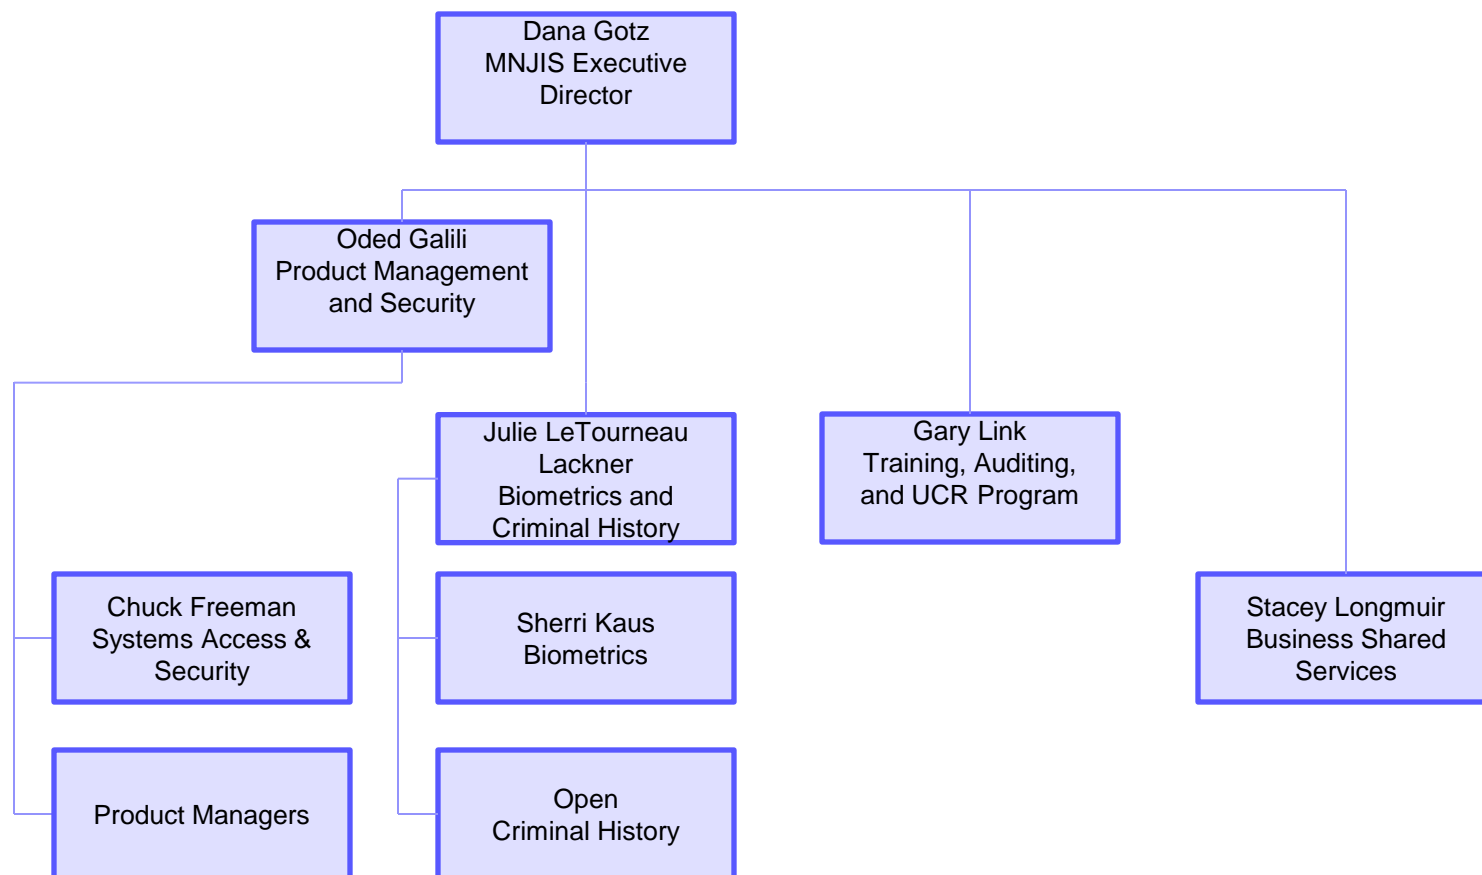 Dana Gotz
MNJIS Executive
Director
Oded Galili
Product Management
and Security
Julie LeTourneau
Lackner
Biometrics and
Criminal History
Gary Link
Training, Auditing,
and UCR Program
Chuck Freeman
Systems Access &
Security
Sherri Kaus
Biometrics
Stacey Longmuir
Business Shared
Services
Product Managers
Open
Criminal History